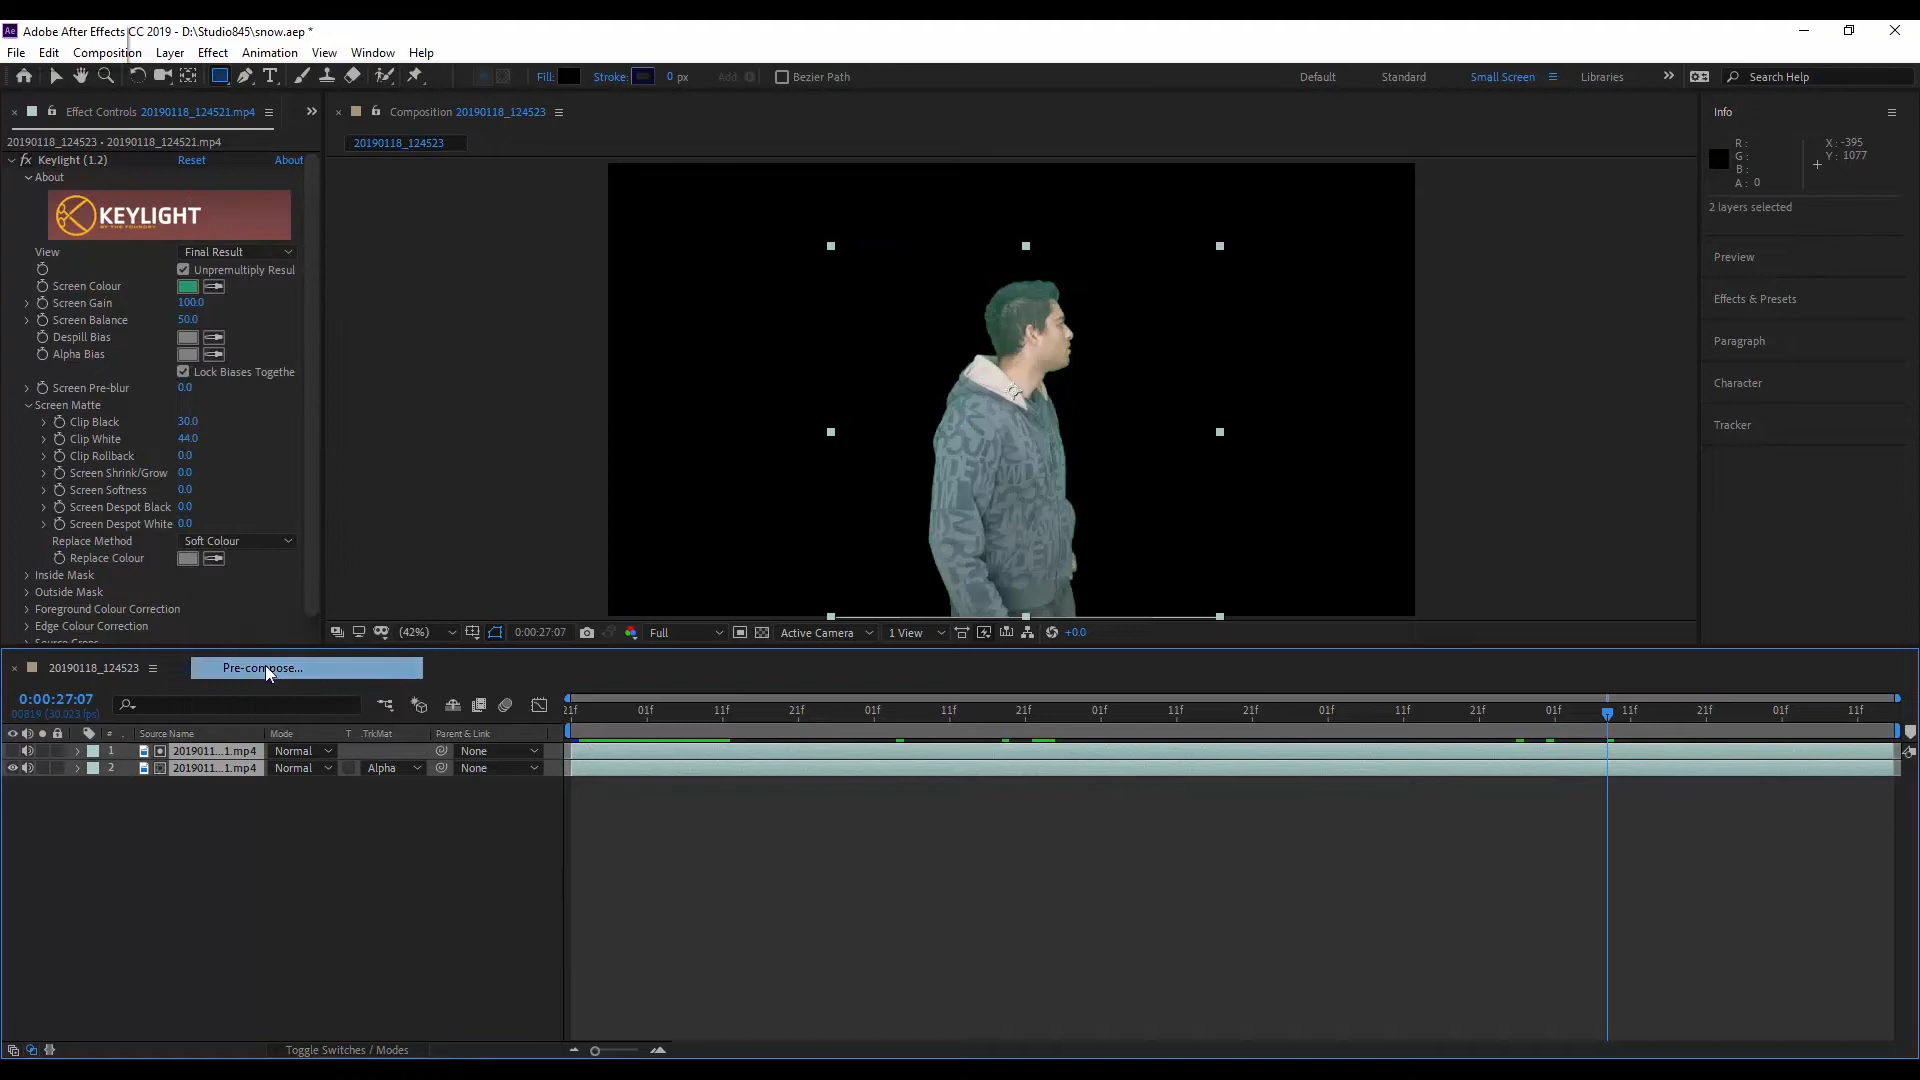 Ae Adobe After Effects CC 2019 - D:\Studio845\snow.aep *
File Edit Composition Layer Effect Animation View Window Help
T Fill: Stroke: 0 px Add: Bezier Path Default Standard Small Screen Libraries Search Help
Effect Controls 20190118_124521.mp4
Composition 20190118_124523
Info
20190118_124523 • 20190118_124521.mp4
20190118_124523
R :
G :
B :
A : 0
X : -395
Y : 1077
fx Keylight (1.2) Reset About
About
KEYLIGHT
BY THE FOUNDRY
2 layers selected
View Final Result
Unpremultiply Resul
Screen Colour
Screen Gain 100.0
Screen Balance 50.0
Despill Bias
Alpha Bias
Lock Biases Togethe
Screen Pre-blur 0.0
Screen Matte
Clip Black 30.0
Clip White 44.0
Clip Rollback 0.0
Screen Shrink/Grow 0.0
Screen Softness 0.0
Screen Despot Black 0.0
Screen Despot White 0.0
Replace Method Soft Colour
Replace Colour
Inside Mask
Outside Mask
Foreground Colour Correction
Edge Colour Correction
Source Crops
Preview
Effects & Presets
Paragraph
Character
Tracker
(42%) 0:00:27:07 Full Active Camera 1 View +0.0
20190118_124523
Pre-compose...
0:00:27:07
00819 (30.023 fps)
21f 01f 11f 21f 01f 11f 21f 01f 11f 21f 01f 11f 21f 01f 11f 21f 01f 11f
# Source Name Mode T .TrkMat Parent & Link
1 2019011...1.mp4 Normal None
2 2019011...1.mp4 Normal Alpha None
Toggle Switches / Modes